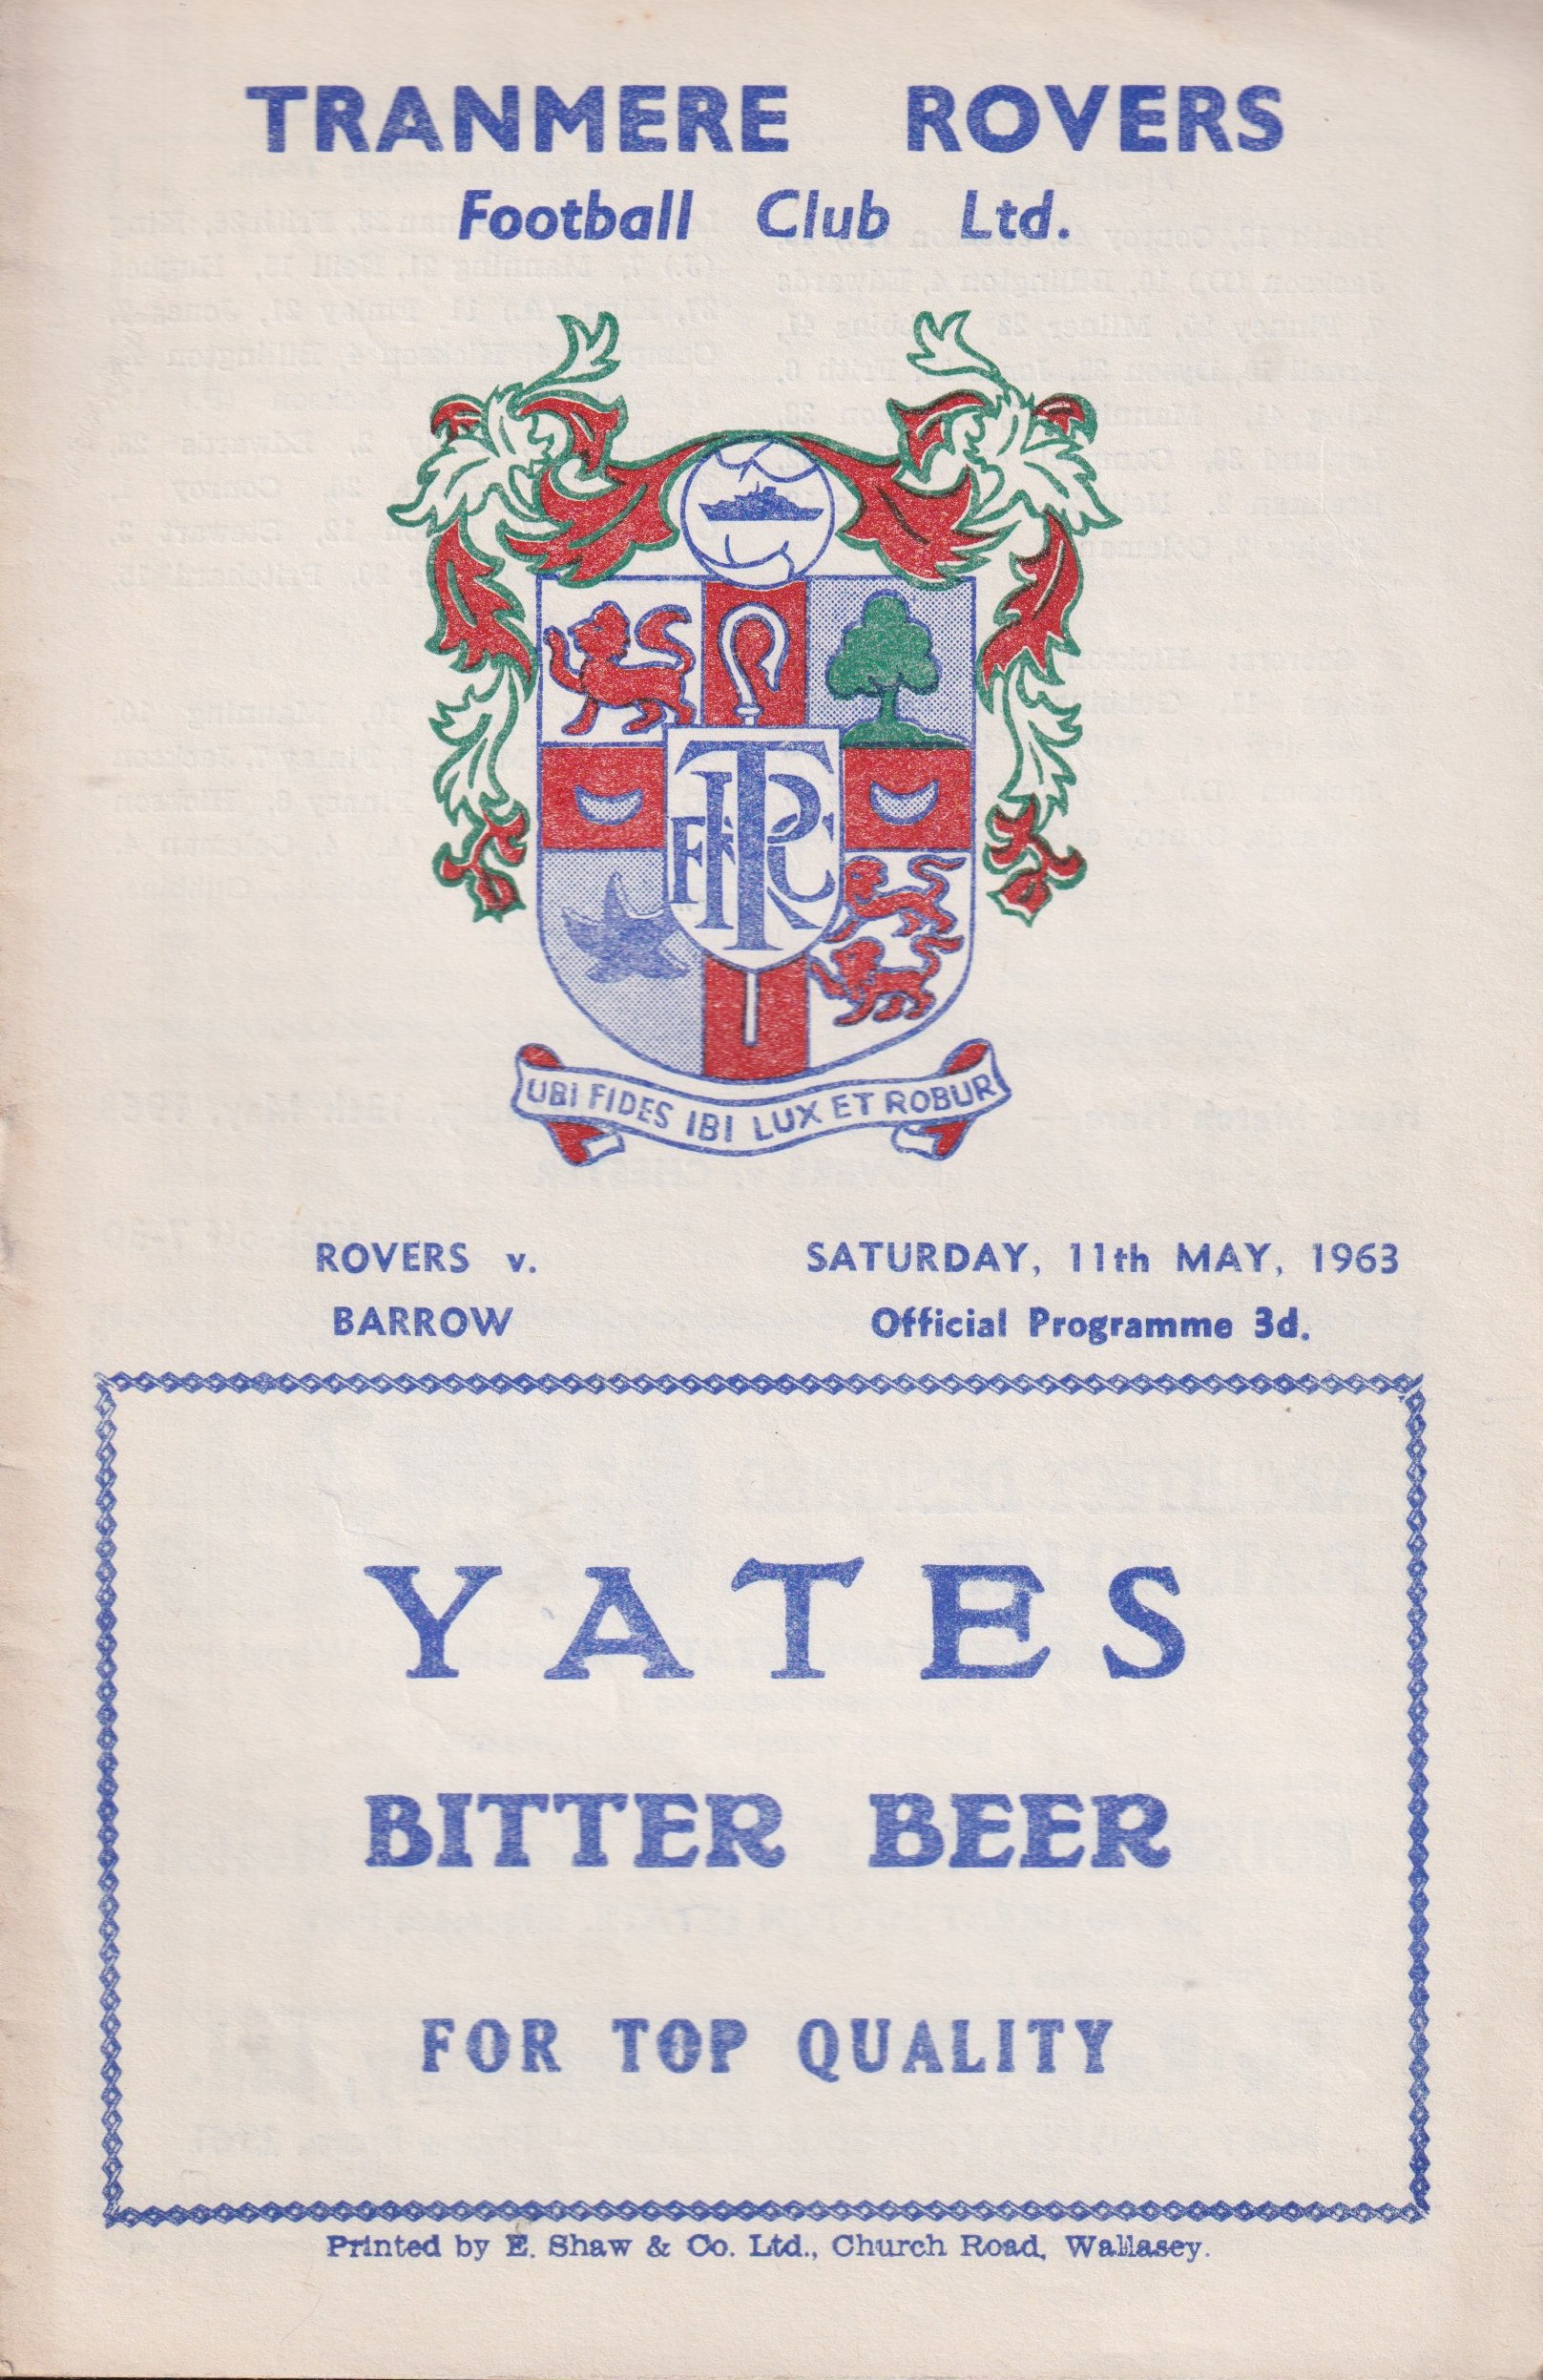 TRANMERE ROVERS
Football Club Ltd.
TRFC
UBI FIDES IBI LUX ET ROBUR
ROVERS v.
BARROW
SATURDAY, 11th MAY, 1963
Official Programme 3d.
YATES
BITTER BEER
FOR TOP QUALITY
Printed by E. Shaw & Co. Ltd., Church Road, Wallasey.